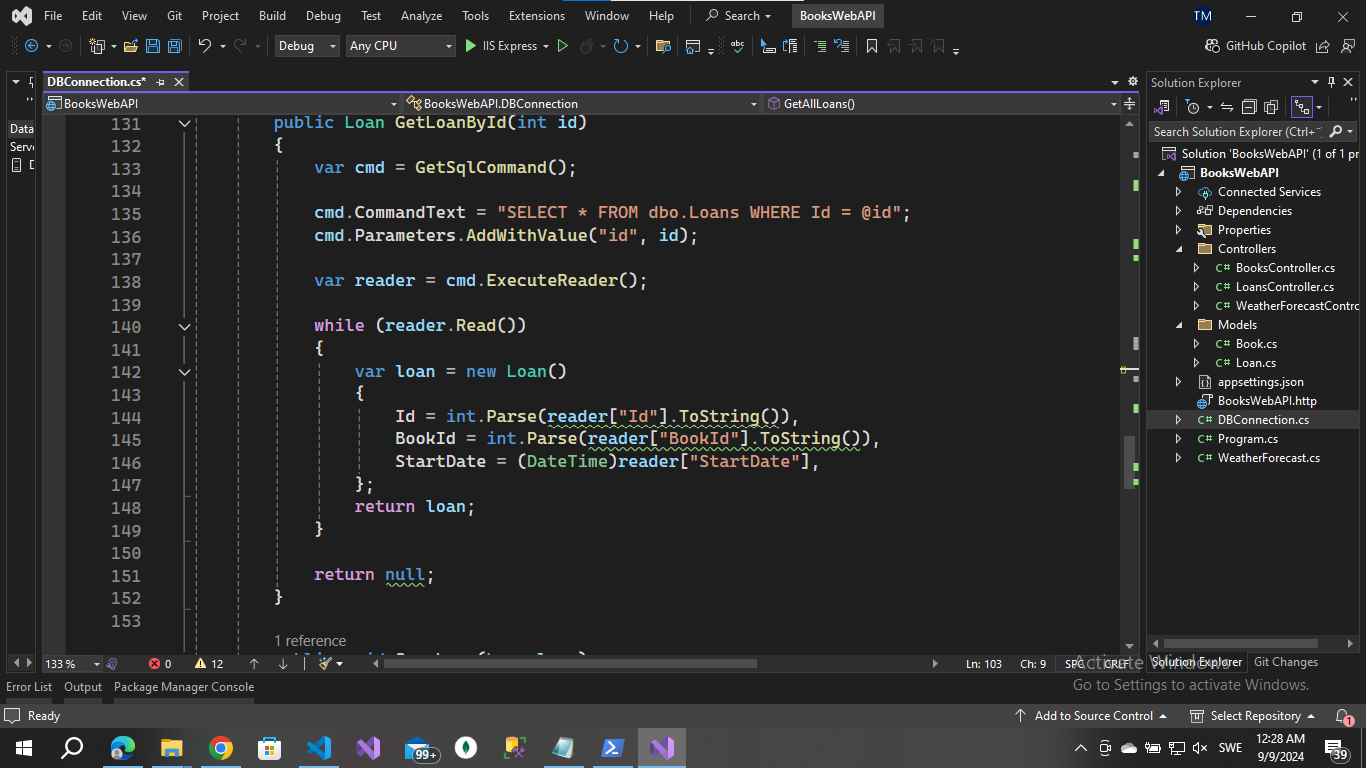 File Edit View Git Project Build Debug Test Analyze Tools Extensions Window Help Search BooksWebAPI TM
Debug Any CPU IIS Express GitHub Copilot
DBConnection.cs*
BooksWebAPI BooksWebAPI.DBConnection GetAllLoans()
Data
Serve
131 public Loan GetLoanById(int id)
132 {
133 var cmd = GetSqlCommand();
134
135 cmd.CommandText = "SELECT * FROM dbo.Loans WHERE Id = @id";
136 cmd.Parameters.AddWithValue("id", id);
137
138 var reader = cmd.ExecuteReader();
139
140 while (reader.Read())
141 {
142 var loan = new Loan()
143 {
144 Id = int.Parse(reader["Id"].ToString()),
145 BookId = int.Parse(reader["BookId"].ToString()),
146 StartDate = (DateTime)reader["StartDate"],
147 };
148 return loan;
149 }
150
151 return null;
152 }
153
1 reference
133 % 0 12 Ln: 103 Ch: 9 SPC CRLF
Solution Explorer
Search Solution Explorer (Ctrl+
Solution 'BooksWebAPI' (1 of 1 pr
BooksWebAPI
Connected Services
Dependencies
Properties
Controllers
C# BooksController.cs
C# LoansController.cs
C# WeatherForecastContro
Models
C# Book.cs
C# Loan.cs
appsettings.json
BooksWebAPI.http
C# DBConnection.cs
C# Program.cs
C# WeatherForecast.cs
Solution Explorer Git Changes
Activate Windows
Go to Settings to activate Windows.
Error List Output Package Manager Console
Ready Add to Source Control Select Repository 1
99+ SWE 12:28 AM
9/9/2024 39